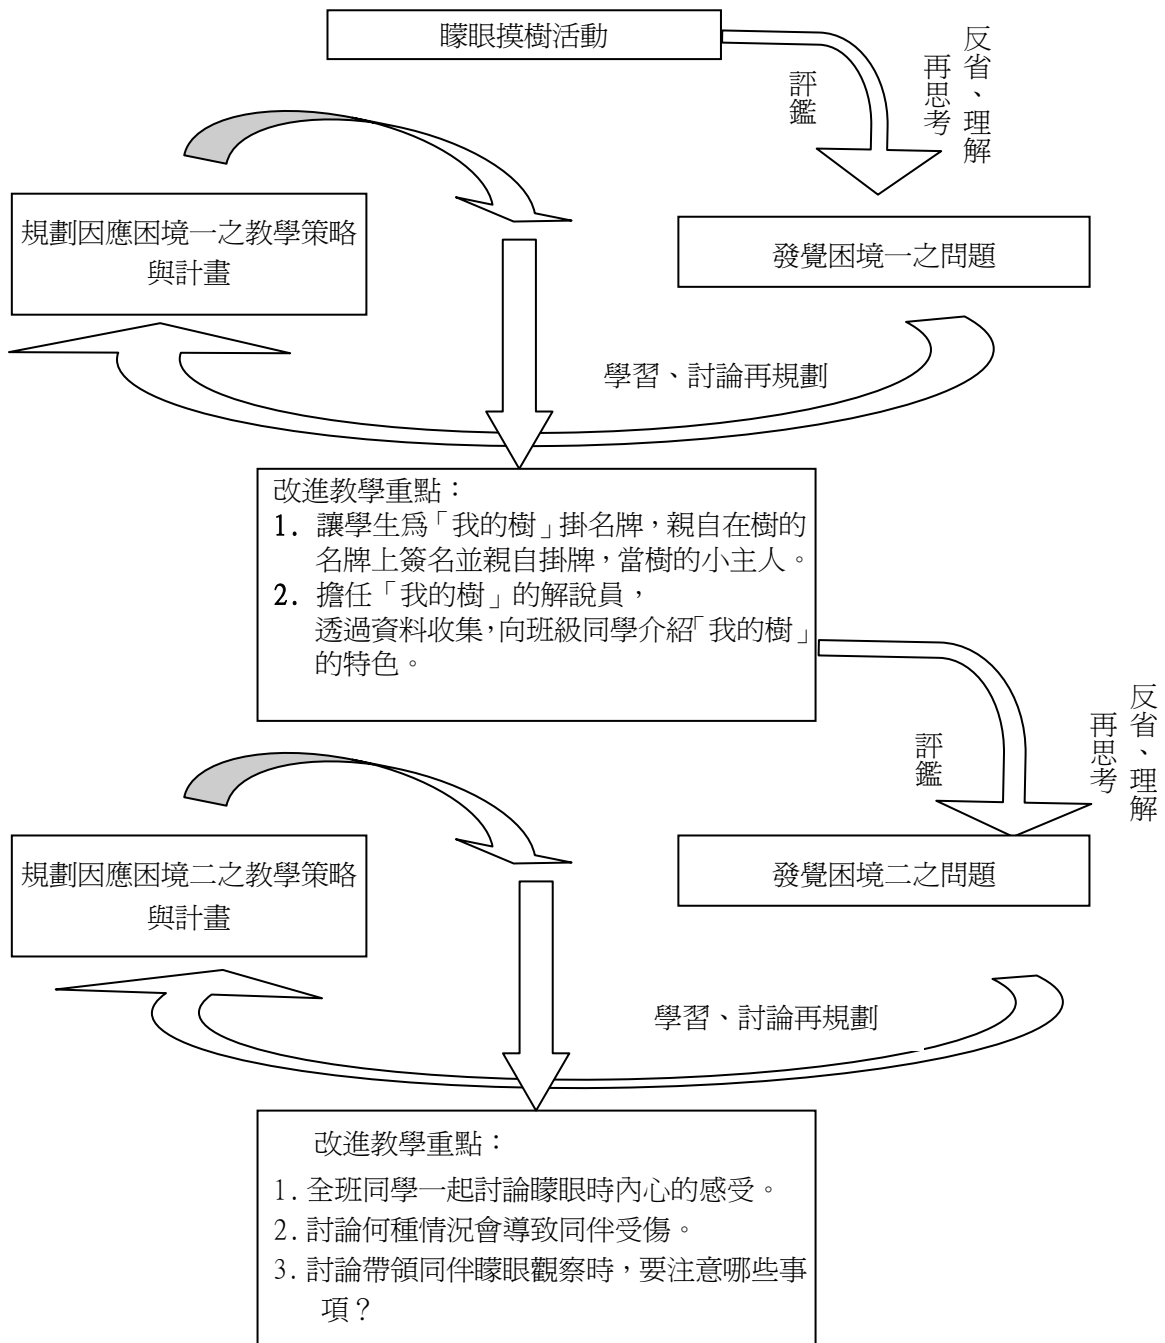 矇眼摸樹活動
評鑑
反省、理解
再思考
規劃因應困境一之教學策略
與計畫
發覺困境一之問題
學習、討論再規劃
改進教學重點：
1. 讓學生爲「我的樹」掛名牌，親自在樹的
名牌上簽名並親自掛牌，當樹的小主人。
2. 擔任「我的樹」的解說員，
透過資料收集，向班級同學介紹「我的樹」
的特色。
評鑑
反省、理解
再思考
規劃因應困境二之教學策略
與計畫
發覺困境二之問題
學習、討論再規劃
改進教學重點：
1. 全班同學一起討論矇眼時內心的感受。
2. 討論何種情況會導致同伴受傷。
3. 討論帶領同伴矇眼觀察時，要注意哪些事
項？